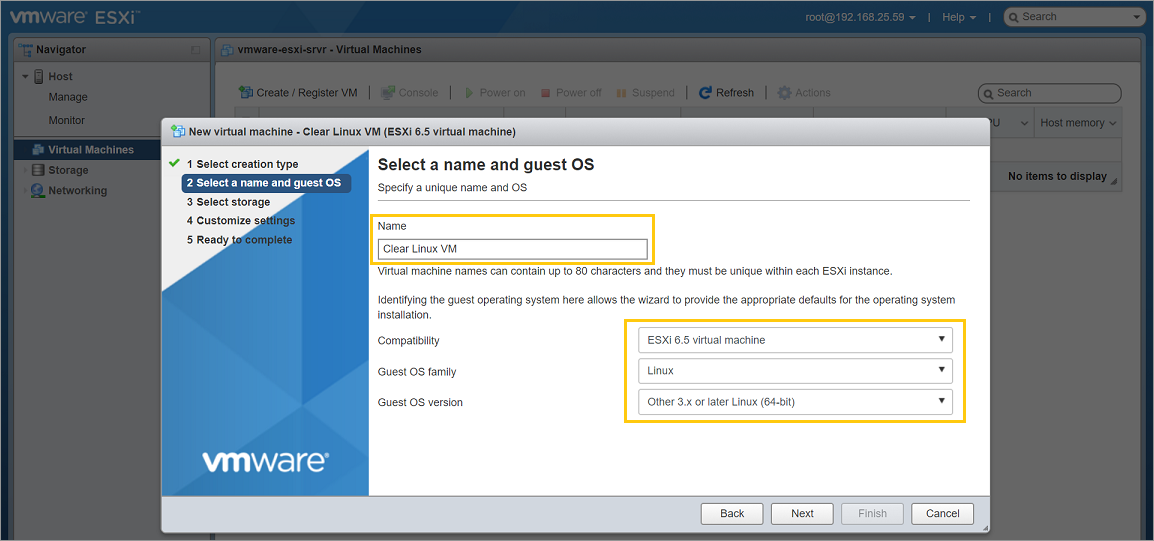 vmware ESXi™
root@192.168.25.59 | Help | Search
Navigator
Host
Manage
Monitor
Virtual Machines
Storage
Networking
vmware-esxi-srvr - Virtual Machines
Create / Register VM | Console | Power on Power off Suspend | Refresh | Actions
Search
Host memory
No items to display
New virtual machine - Clear Linux VM (ESXi 6.5 virtual machine)
1 Select creation type
2 Select a name and guest OS
3 Select storage
4 Customize settings
5 Ready to complete
vmware®
Select a name and guest OS
Specify a unique name and OS
Name
Clear Linux VM
Virtual machine names can contain up to 80 characters and they must be unique within each ESXi instance.
Identifying the guest operating system here allows the wizard to provide the appropriate defaults for the operating system
installation.
Compatibility
ESXi 6.5 virtual machine
Guest OS family
Linux
Guest OS version
Other 3.x or later Linux (64-bit)
Back
Next
Finish
Cancel